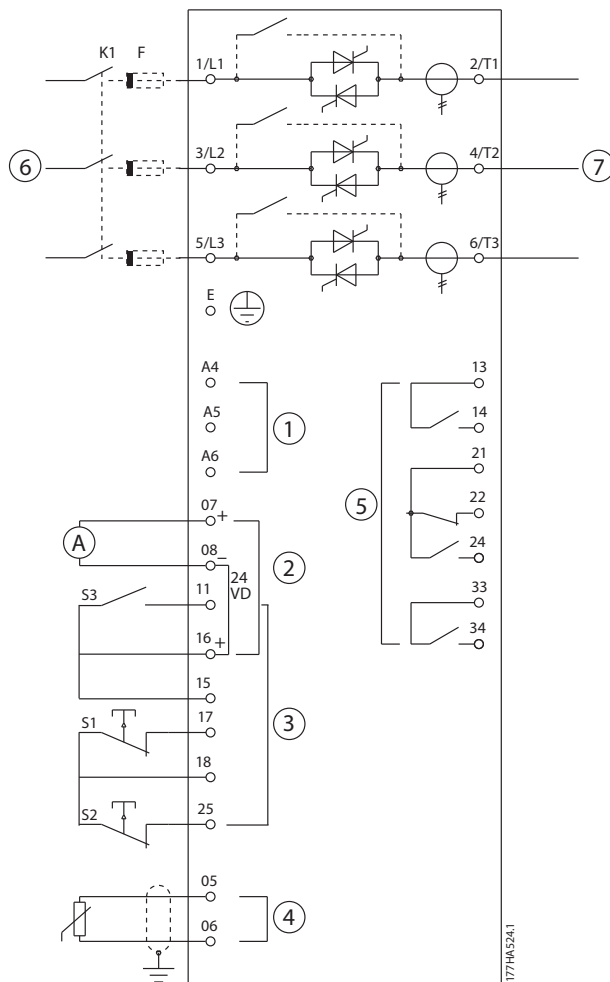 K1 F
1/L1 2/T1
6 3/L2 4/T2 7
5/L3 6/T3
E
A4 13
A5 1 14
A6 21
07 + 5 22
A 08 − 2 24
24
VD
S3 11 33
16 + 34
15
S1 17 3
18
S2 25
05
4
06
177HA524.1